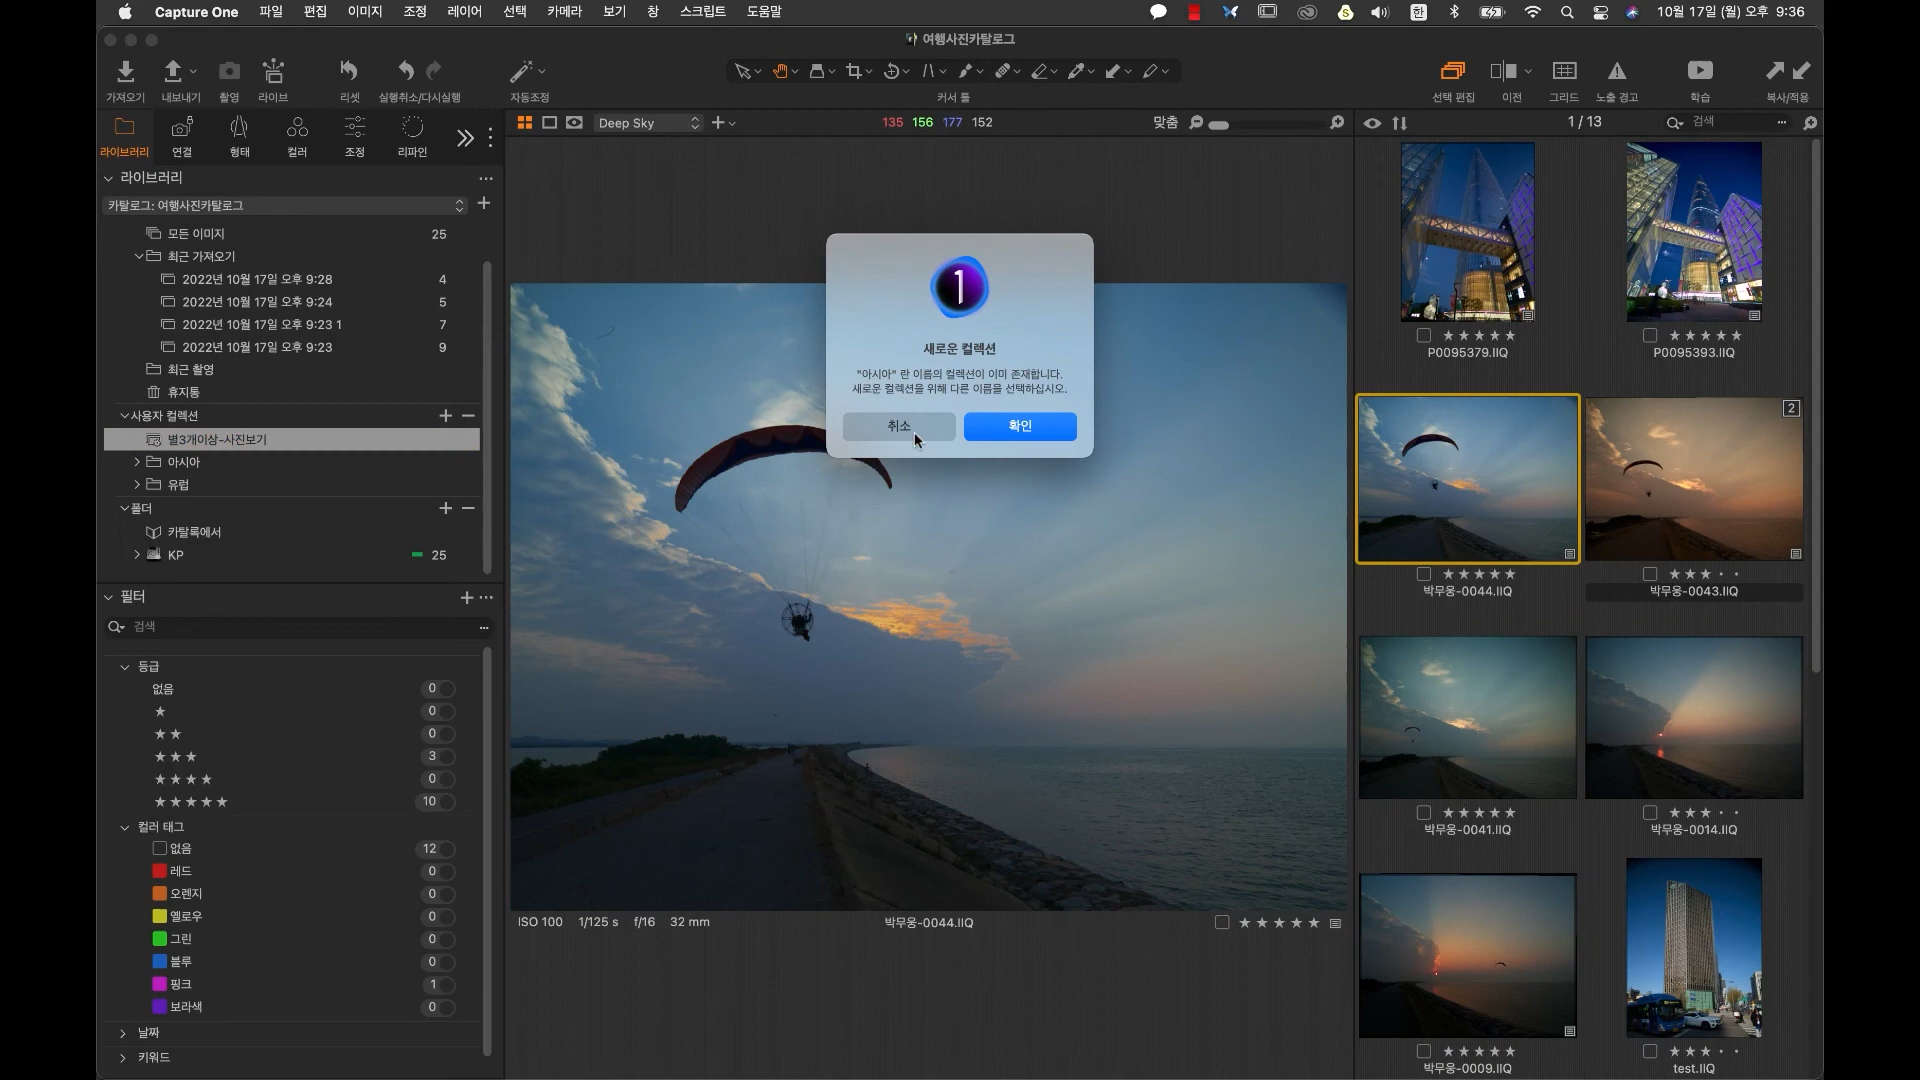 Capture One 파일 편집 이미지 조정 레이어 선택 카메라 보기 창 스크립트 도움말 10월 17일 (월) 오후 9:36
여행사진카탈로그
가져오기 내보내기 촬영 라이브 리셋 실행취소/다시실행 자동조정 커서 툴 선택 편집 이전 그리드 노출 경고 학습 복사/적용
라이브러리 연결 형태 컬러 조정 리파인
Deep Sky 135 156 177 152 맞춤 1 / 13 검색
라이브러리
카탈로그: 여행사진카탈로그
모든 이미지 25
최근 가져오기
2022년 10월 17일 오후 9:28 4
2022년 10월 17일 오후 9:24 5
2022년 10월 17일 오후 9:23 1 7
2022년 10월 17일 오후 9:23 9
최근 촬영
휴지통
사용자 컬렉션
별3개이상-사진보기
아시아
유럽
폴더
카탈록에서
KP 25
필터
검색
등급
없음 0
★ 0
★ ★ 0
★ ★ ★ 3
★ ★ ★ ★ 0
★ ★ ★ ★ ★ 10
컬러 태그
없음 12
레드 0
오렌지 0
옐로우 0
그린 0
블루 0
핑크 1
보라색 0
날짜
키워드
1
새로운 컬렉션
"아시아" 란 이름의 컬렉션이 이미 존재합니다.
새로운 컬렉션을 위해 다른 이름을 선택하십시오.
취소 확인
ISO 100 1/125 s f/16 32 mm 박무웅-0044.IIQ ★ ★ ★ ★ ★
★ ★ ★ ★ ★ ★ ★ ★ ★ ★
P0095379.IIQ P0095393.IIQ
2
★ ★ ★ ★ ★ ★ ★ ★ • •
박무웅-0044.IIQ 박무웅-0043.IIQ
★ ★ ★ ★ ★ ★ ★ ★ • •
박무웅-0041.IIQ 박무웅-0014.IIQ
★ ★ ★ ★ ★ ★ ★ ★ • •
박무웅-0009.IIQ test.IIQ